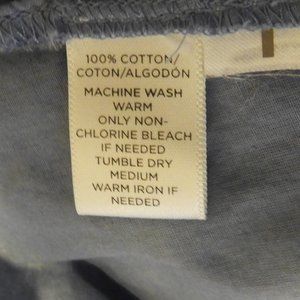 100% COTTON/
COTON/ALGODÓN
MACHINE WASH
WARM
ONLY NON-
CHLORINE BLEACH
IF NEEDED
TUMBLE DRY
MEDIUM
WARM IRON IF
NEEDED